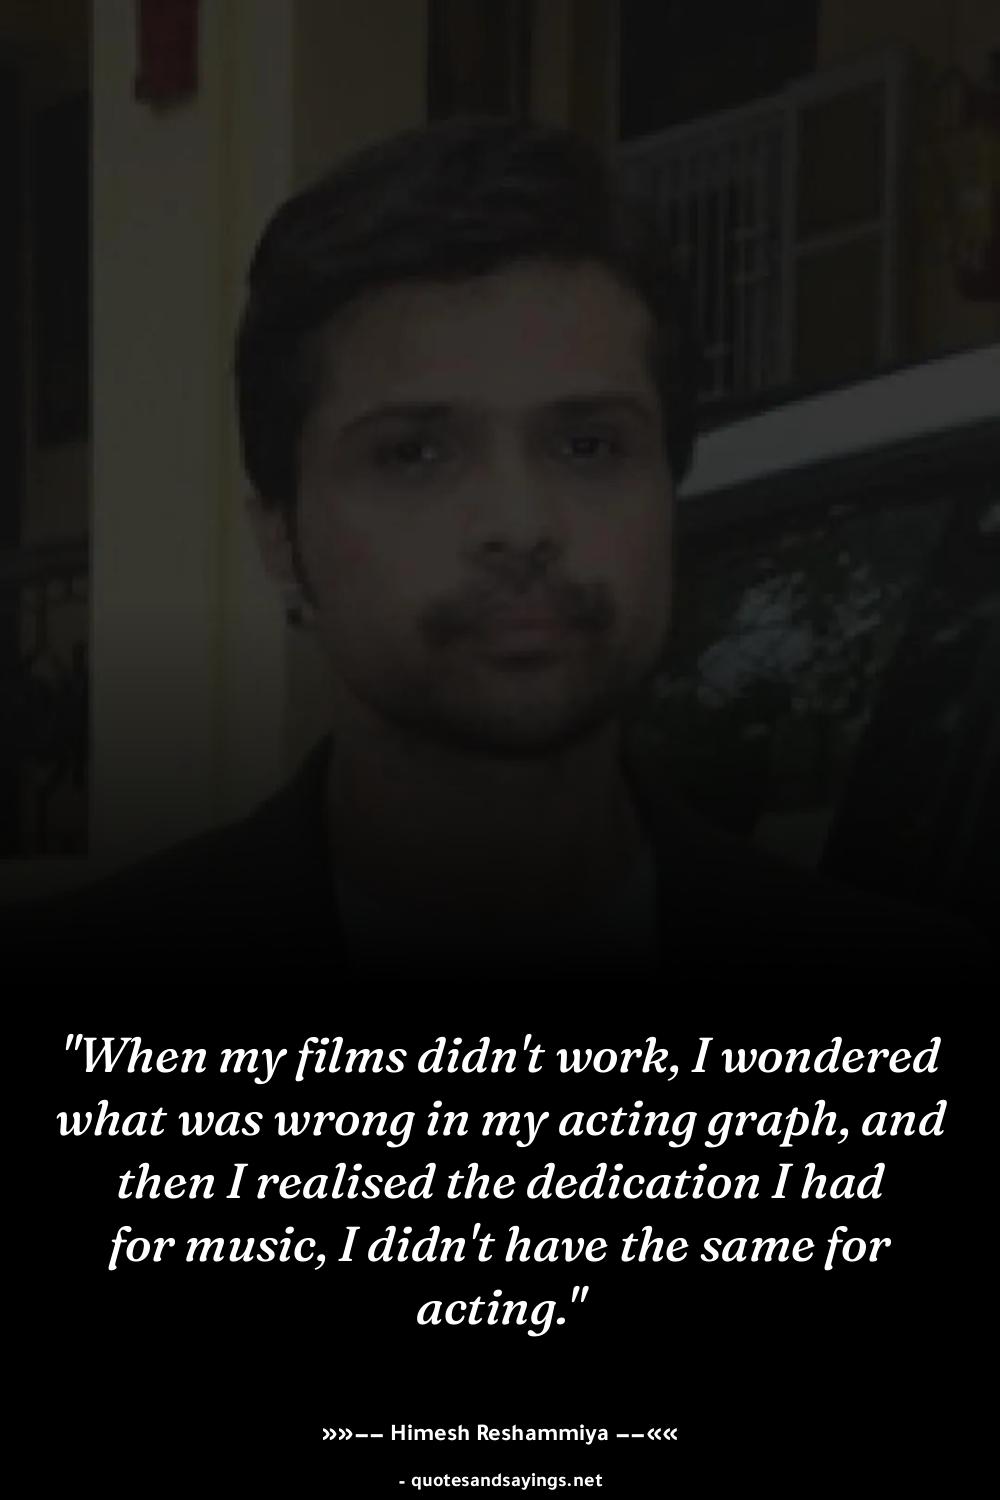 "When my films didn't work, I wondered
what was wrong in my acting graph, and
then I realised the dedication I had
for music, I didn't have the same for
acting."
»»–– Himesh Reshammiya ––««
- quotesandsayings.net